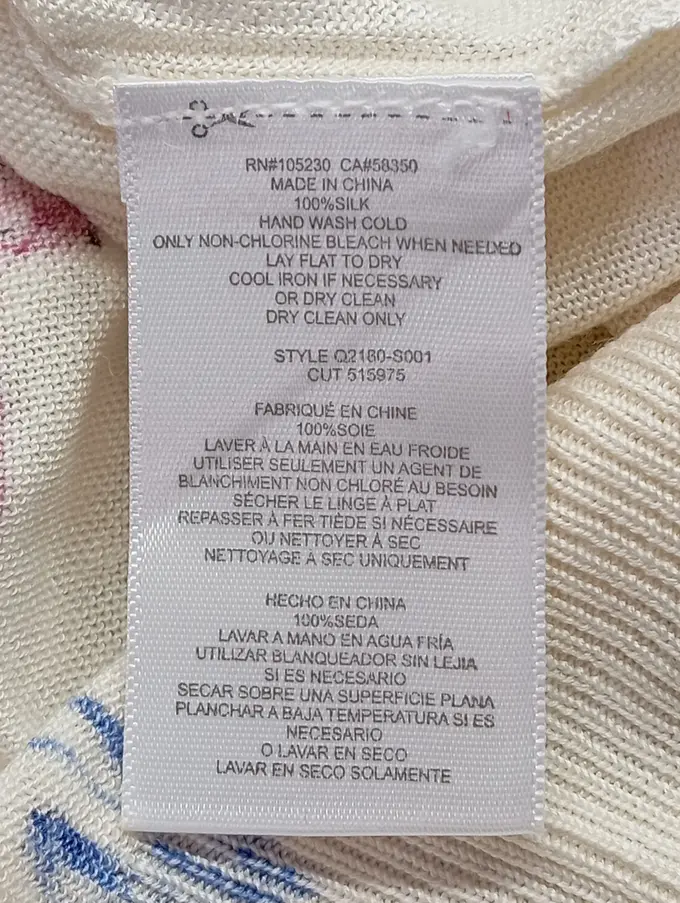 RN#105230 CA#58350
MADE IN CHINA
100%SILK
HAND WASH COLD
ONLY NON-CHLORINE BLEACH WHEN NEEDED
LAY FLAT TO DRY
COOL IRON IF NECESSARY
OR DRY CLEAN
DRY CLEAN ONLY
STYLE Q2180-S001
CUT 515975
FABRIQUÉ EN CHINE
100%SOIE
LAVER À LA MAIN EN EAU FROIDE
UTILISER SEULEMENT UN AGENT DE
BLANCHIMENT NON CHLORÉ AU BESOIN
SÉCHER LE LINGE À PLAT
REPASSER À FER TIÈDE SI NÉCESSAIRE
OU NETTOYER À SEC
NETTOYAGE À SEC UNIQUEMENT
HECHO EN CHINA
100%SEDA
LAVAR A MANO EN AGUA FRÍA
UTILIZAR BLANQUEADOR SIN LEJIA
SI ES NECESARIO
SECAR SOBRE UNA SUPERFICIE PLANA
PLANCHAR A BAJA TEMPERATURA SI ES
NECESARIO
O LAVAR EN SECO
LAVAR EN SECO SOLAMENTE